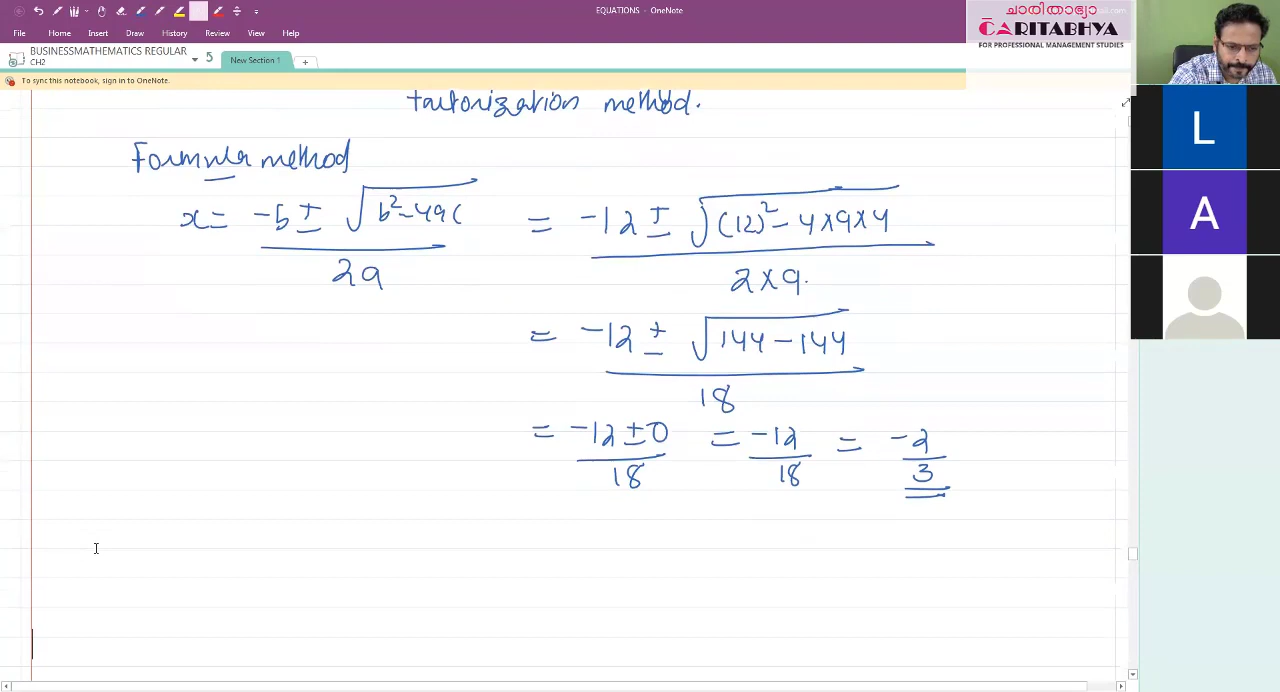 EQUATIONS - OneNote
File Home Insert Draw History Review View Help
ചാരിതാഭ്യാ
CARITABHYA
FOR PROFESSIONAL MANAGEMENT STUDIES
BUSINESSMATHEMATICS REGULAR
CH2
New Section 1
To sync this notebook, sign in to OneNote.
L
A
factorization method.
Formula method
x = -b ± √b²-4ac / 2a = -12 ± √(12)² - 4×9×4 / 2×9.
= -12 ± √144 - 144 / 18
= -12 ± 0 / 18 = -12 / 18 = -2 / 3